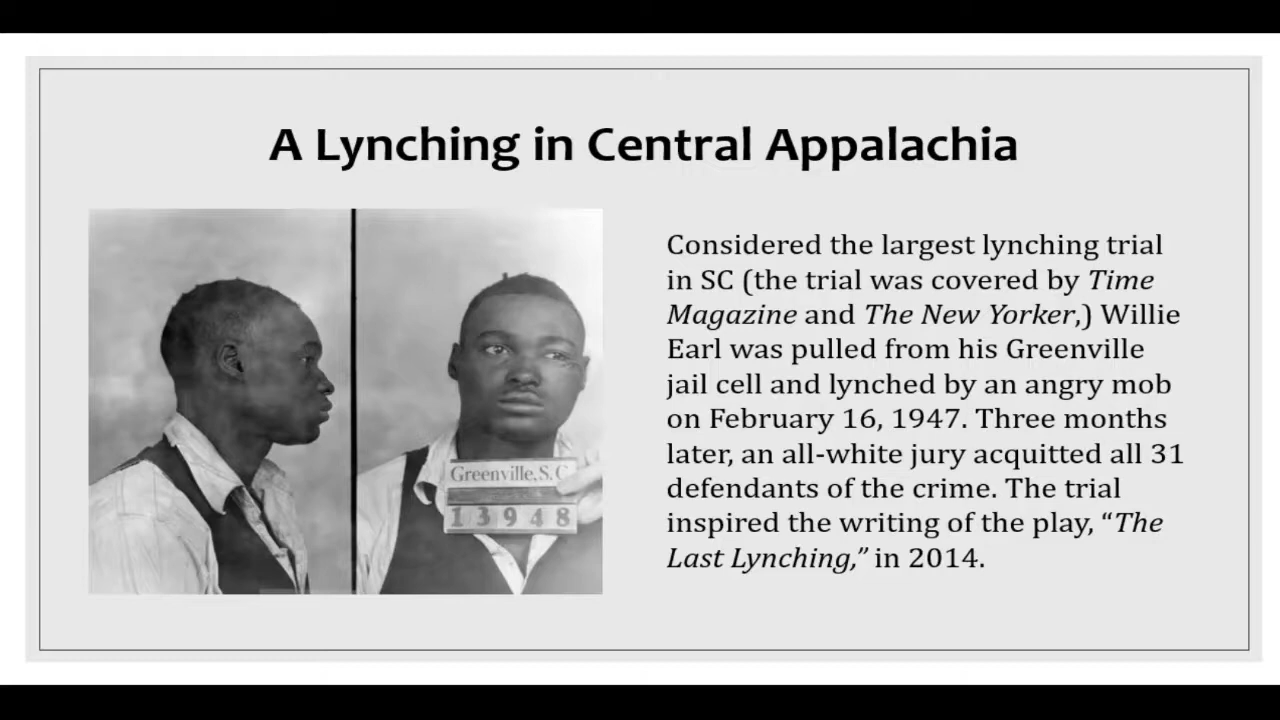 A Lynching in Central Appalachia
Greenville, S.C
13948
Considered the largest lynching trial
in SC (the trial was covered by Time
Magazine and The New Yorker,) Willie
Earl was pulled from his Greenville
jail cell and lynched by an angry mob
on February 16, 1947. Three months
later, an all-white jury acquitted all 31
defendants of the crime. The trial
inspired the writing of the play, “The
Last Lynching,” in 2014.